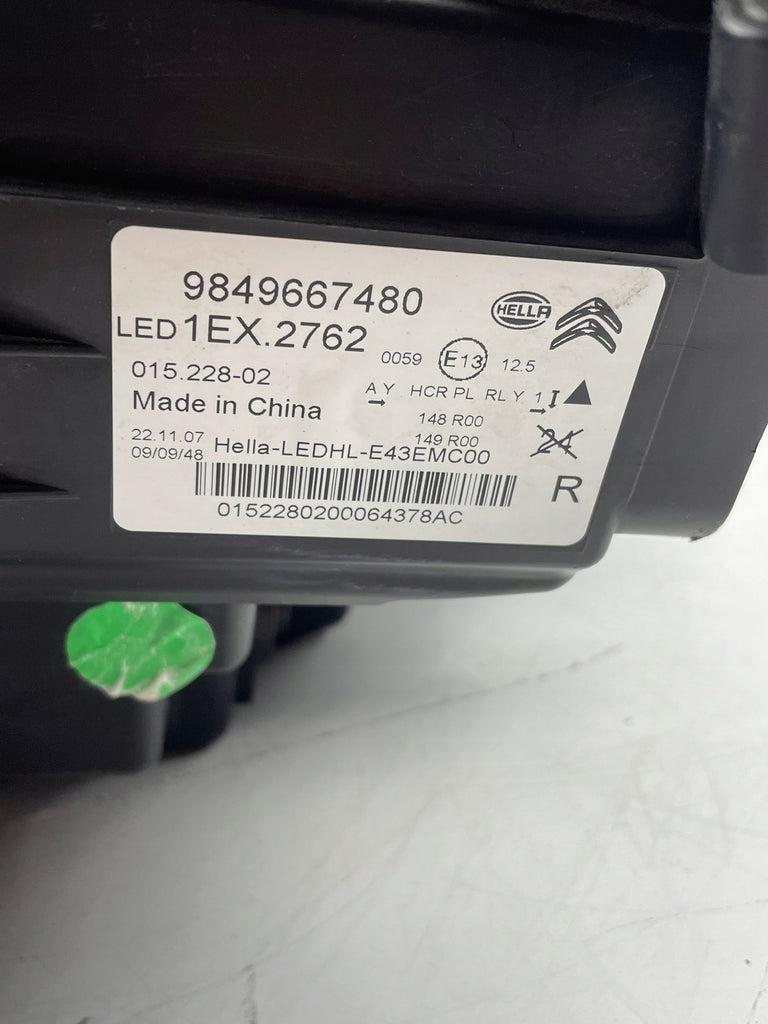 9849667480
HELLA
LED 1EX.2762
0059 E13 12.5
015.228-02
A Y HCR PL RL Y 1
Made in China
148 R00
149 R00
24
22.11.07
09/09/48
Hella-LEDHL-E43EMC00
R
0152280200064378AC